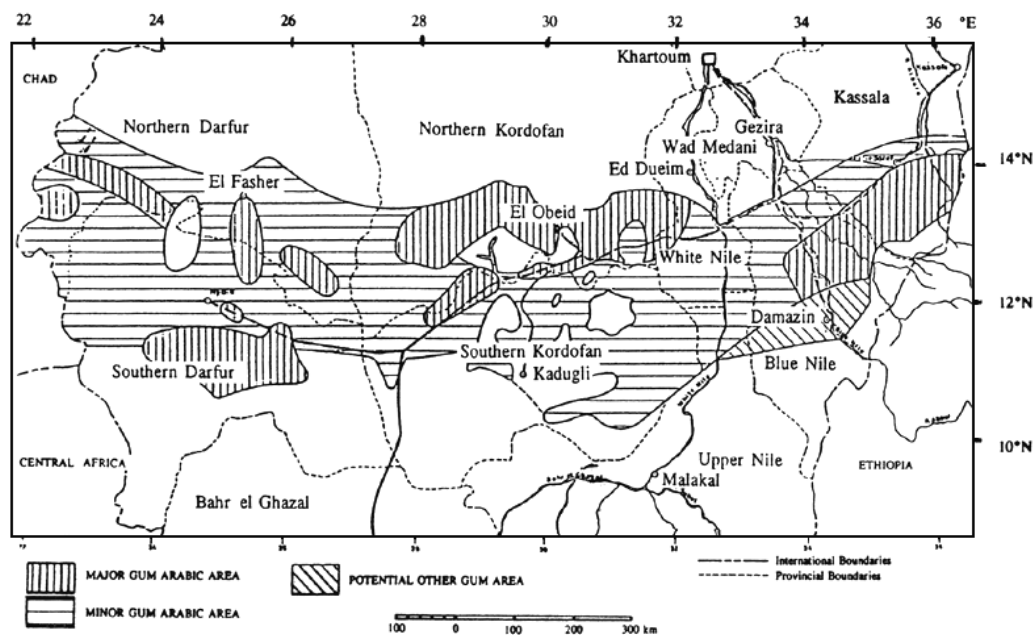 22 24 26 28 30 32 34 36 °E
Khartoum
CHAD
Kassala
Kassala
Northern Darfur
Northern Kordofan
Gezira
Wad Medani
14°N
Ed Dueim
El Fasher
El Obeid
White Nile
12°N
Damazin
Southern Kordofan
Blue Nile
Southern Darfur
Kadugli
White Nile
10°N
CENTRAL AFRICA
Upper Nile
ETHIOPIA
Malakal
Bahr el Ghazal
MAJOR GUM ARABIC AREA
POTENTIAL OTHER GUM AREA
International Boundaries
Provincial Boundaries
MINOR GUM ARABIC AREA
100 0 100 200 300 km